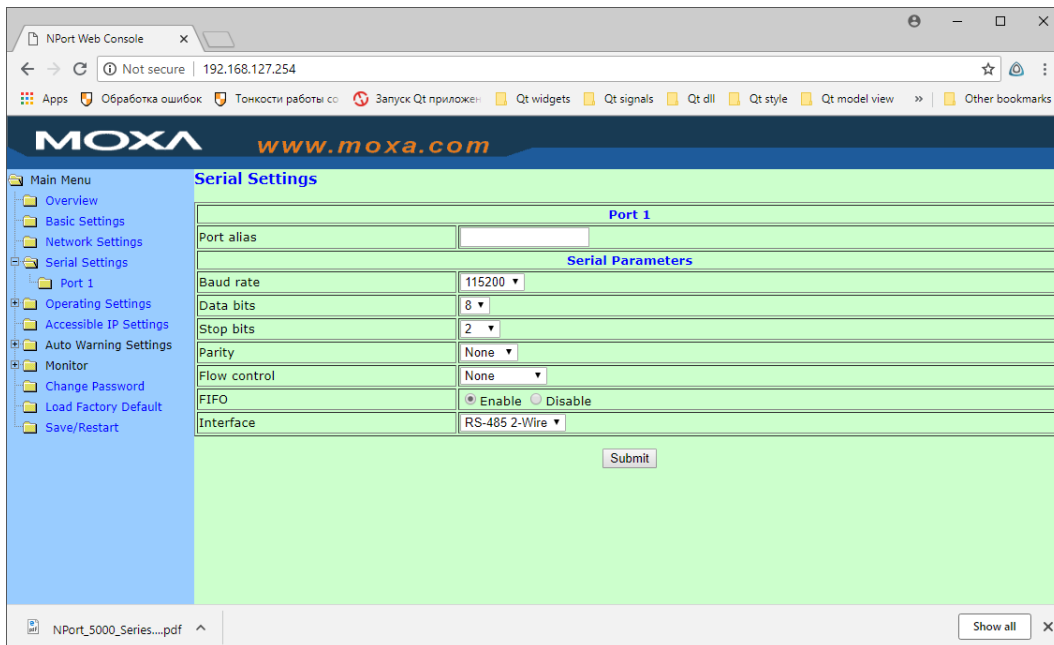 NPort Web Console
Not secure 192.168.127.254
Apps Обработка ошибок Тонкости работы со Запуск Qt приложен Qt widgets Qt signals Qt dll Qt style Qt model view » Other bookmarks
MOXA www.moxa.com
Main Menu
Overview
Basic Settings
Network Settings
Serial Settings
Port 1
Operating Settings
Accessible IP Settings
Auto Warning Settings
Monitor
Change Password
Load Factory Default
Save/Restart
Serial Settings
Port 1
Port alias
Serial Parameters
Baud rate 115200
Data bits 8
Stop bits 2
Parity None
Flow control None
FIFO Enable Disable
Interface RS-485 2-Wire
Submit
NPort_5000_Series....pdf Show all